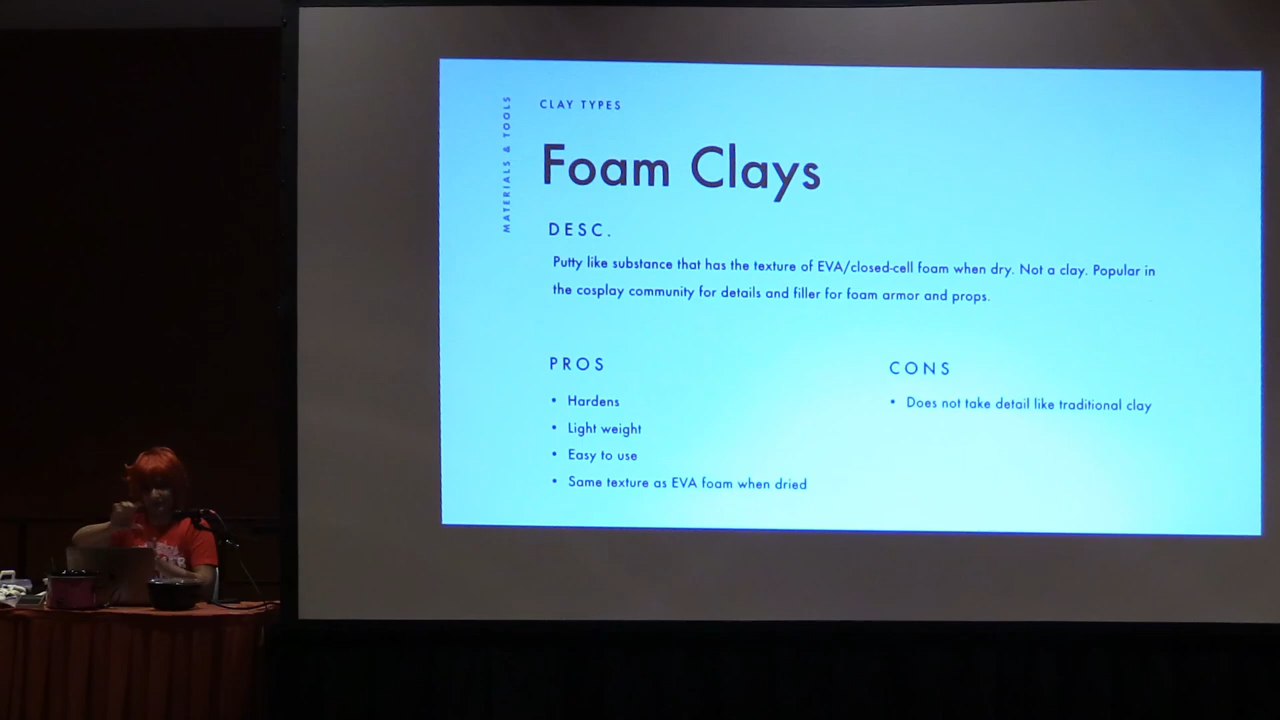 CLAY TYPES
MATERIALS & TOOLS
Foam Clays
DESC.
Putty like substance that has the texture of EVA/closed-cell foam when dry. Not a clay. Popular in
the cosplay community for details and filler for foam armor and props.
PROS
• Hardens
• Light weight
• Easy to use
• Same texture as EVA foam when dried
CONS
• Does not take detail like traditional clay